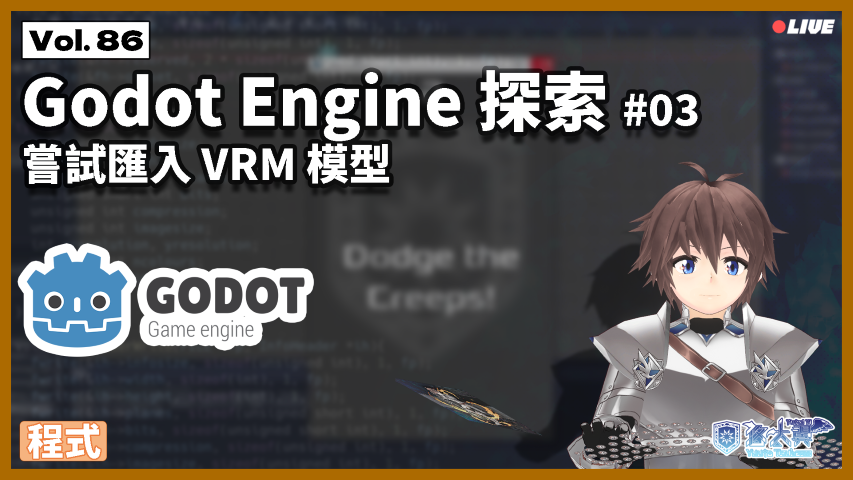 Vol. 86
LIVE
Godot Engine 探索 #03
嘗試匯入 VRM 模型
Dodge the
Creeps!
GODOT
Game engine
程式